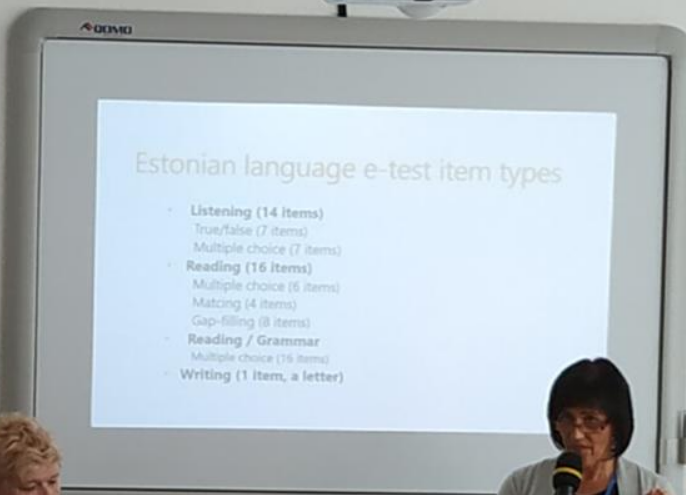 QOMO
Estonian language e-test item types
Listening (14 items)
True/false (7 items)
Multiple choice (7 items)
Reading (16 items)
Multiple choice (6 items)
Matcing (4 items)
Gap-filling (8 items)
Reading / Grammar
Multiple choice (16 items)
Writing (1 item, a letter)